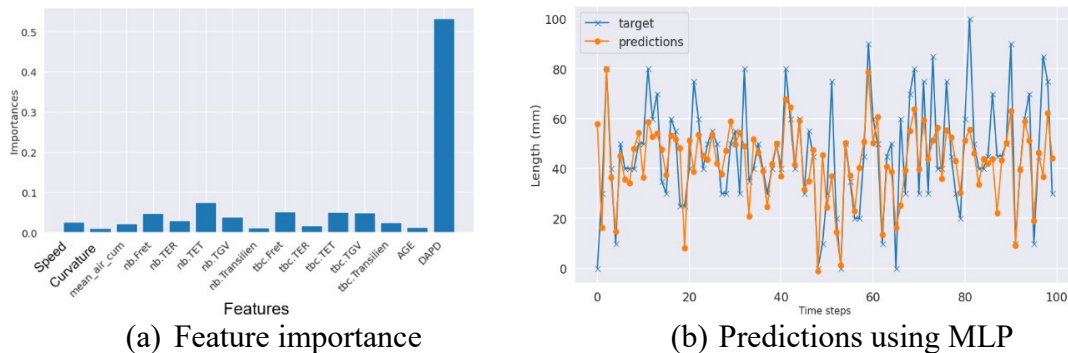 0.5
0.4
0.3
0.2
0.1
0.0
Importances
Speed
Curvature
mean_air_cum
nb.Fret
nb.TER
nb.TET
nb.TGV
nb.Transilien
tbc.Fret
tbc.TER
tbc.TET
tbc.TGV
tbc.Transilien
AGE
DAPD
Features
(a) Feature importance
target
predictions
100
80
60
40
20
0
Length (mm)
0 20 40 60 80 100
Time steps
(b) Predictions using MLP